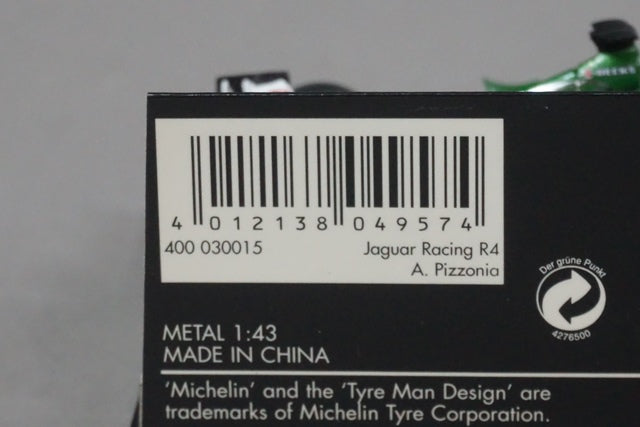 4 012138 049574
400 030015 Jaguar Racing R4
A. Pizzonia
Der grüne Punkt
4276500
METAL 1:43
MADE IN CHINA
'Michelin' and the 'Tyre Man Design' are
trademarks of Michelin Tyre Corporation.